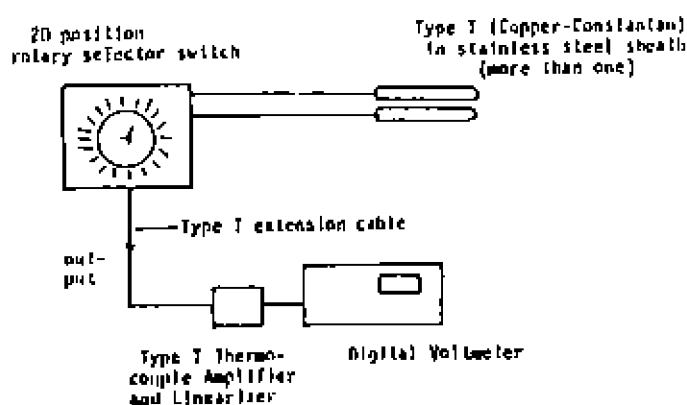 20 position
rotary selector switch
Type T (Copper-Constantan)
in stainless steel sheath
(more than one)
Type T extension cable
out-
put
Type T Thermo-
couple Amplifier
and Linearizer
Digital Voltmeter